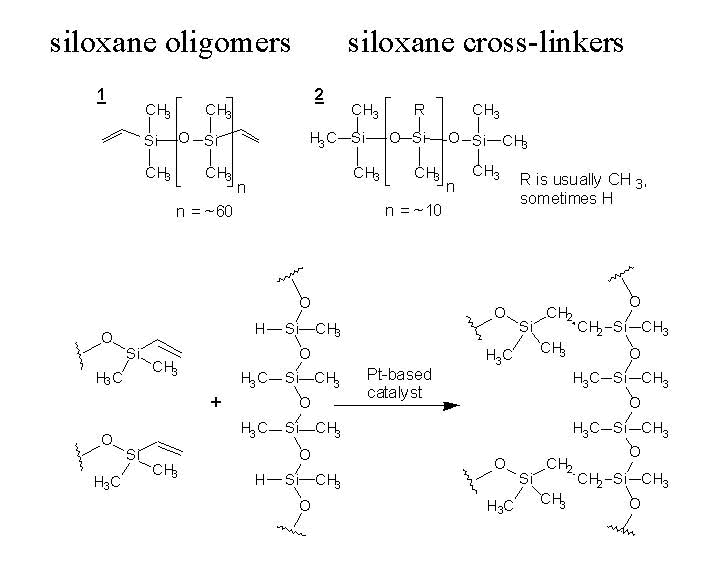 siloxane oligomers siloxane cross-linkers
1 2
CH3 CH3 CH3 R CH3
Si O Si H3C Si O Si O Si CH3
CH3 CH3 CH3 CH3 CH3
n n
n = ~60 n = ~10
R is usually CH3,
sometimes H
O Si CH3 H3C
O Si CH3 H3C
+
O
H Si CH3
O
H3C Si CH3
O
H3C Si CH3
O
H Si CH3
O
Pt-based
catalyst
O
O Si CH2 CH2 Si CH3
H3C CH3
O
H3C Si CH3
O
H3C Si CH3
O
O Si CH2 CH2 Si CH3
H3C CH3
O